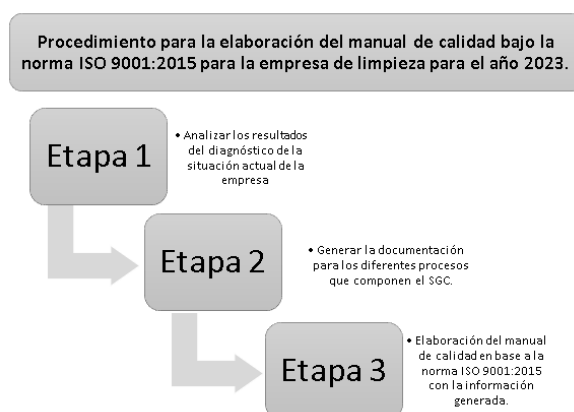 Procedimiento para la elaboración del manual de calidad bajo la
norma ISO 9001:2015 para la empresa de limpieza para el año 2023.
Etapa 1
• Analizar los resultados
del diagnóstico de la
situación actual de la
empresa
Etapa 2
• Generar la documentación
para los diferentes procesos
que componen el SGC.
Etapa 3
• Elaboración del manual
de calidad en base a la
norma ISO 9001:2015
con la información
generada.